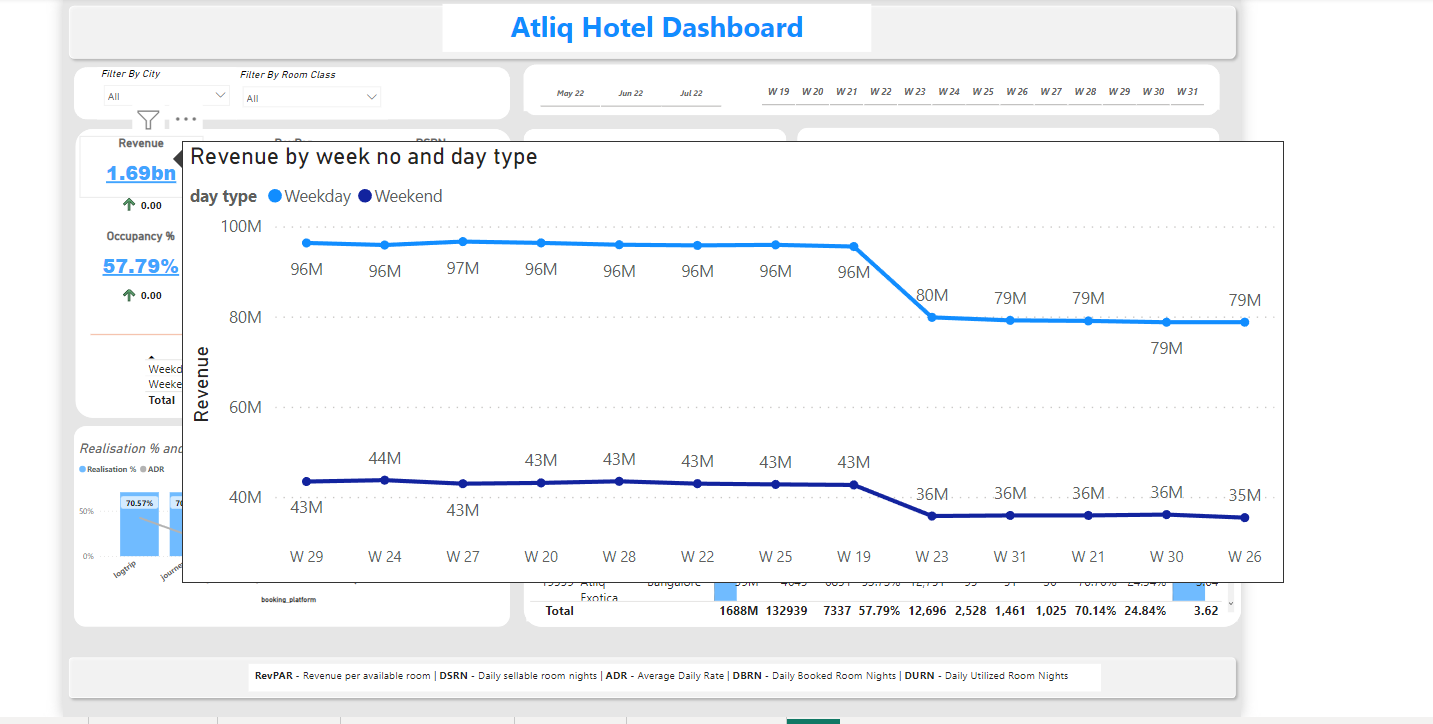 Atliq Hotel Dashboard
Filter By City
Filter By Room Class
All
All
May 22 Jun 22 Jul 22
W 19 W 20 W 21 W 22 W 23 W 24 W 25 W 26 W 27 W 28 W 29 W 30 W 31
Revenue
1.69bn
0.00
Occupancy %
57.79%
0.00
Total
Realisation % and
Realisation % ADR
50%
0%
70.57%
logtrip
booking_platform
Revenue by week no and day type
day type Weekday Weekend
Revenue
100M
80M
60M
40M
96M 96M 97M 96M 96M 96M 96M 96M 80M 79M 79M 79M 79M
43M 44M 43M 43M 43M 43M 43M 43M 36M 36M 36M 36M 35M
W 29 W 24 W 27 W 20 W 28 W 22 W 25 W 19 W 23 W 31 W 21 W 30 W 26
Exotica
Total 1688M 132939 7337 57.79% 12,696 2,528 1,461 1,025 70.14% 24.84% 3.62
RevPAR - Revenue per available room | DSRN - Daily sellable room nights | ADR - Average Daily Rate | DBRN - Daily Booked Room Nights | DURN - Daily Utilized Room Nights